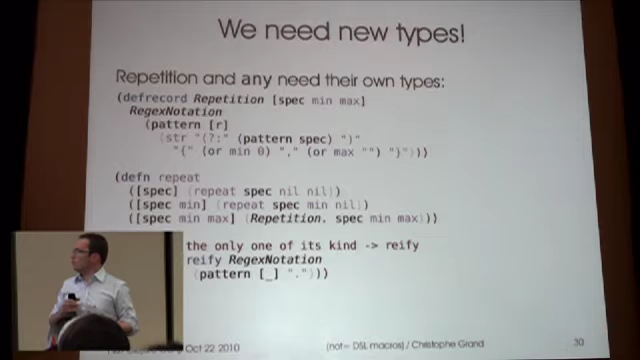 We need new types!
Repetition and any need their own types:
(defrecord Repetition [spec min max]
RegexNotation
(pattern [r]
(str "(?:" (pattern spec) ")"
"{" (or min 0) "," (or max "") "}")))
(defn repeat
([spec] (repeat spec nil nil))
([spec min] (repeat spec min nil))
([spec min max] (Repetition. spec min max)))
the only one of its kind -> reify
reify RegexNotation
(pattern [_] ".")))
Oct 22 2010
(not= DSL macros) / Christophe Grand
30